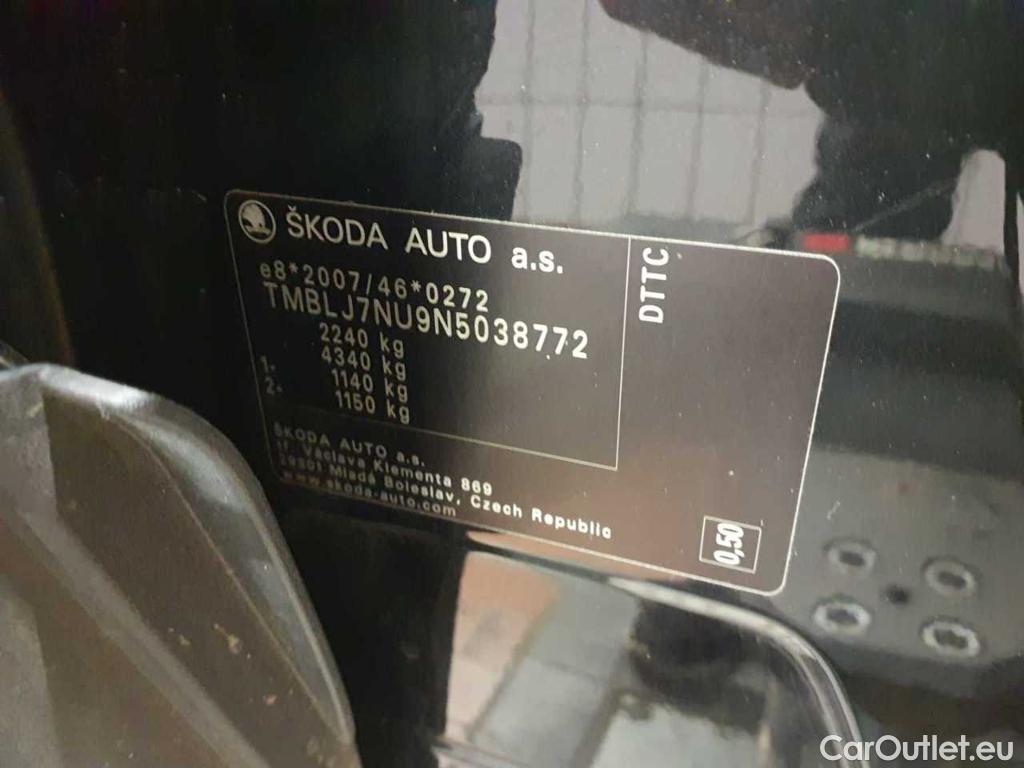 ŠKODA AUTO a.s.
e8*2007/46*0272
TMBLJ7NU9N5038772
2240 kg
4340 kg
1. 1140 kg
2. 1150 kg
ŠKODA AUTO a.s.
tř. Václava Klementa 869
29301 Mladá Boleslav, Czech Republic
www.skoda-auto.com
DTTC
0,50
CarOutlet.eu